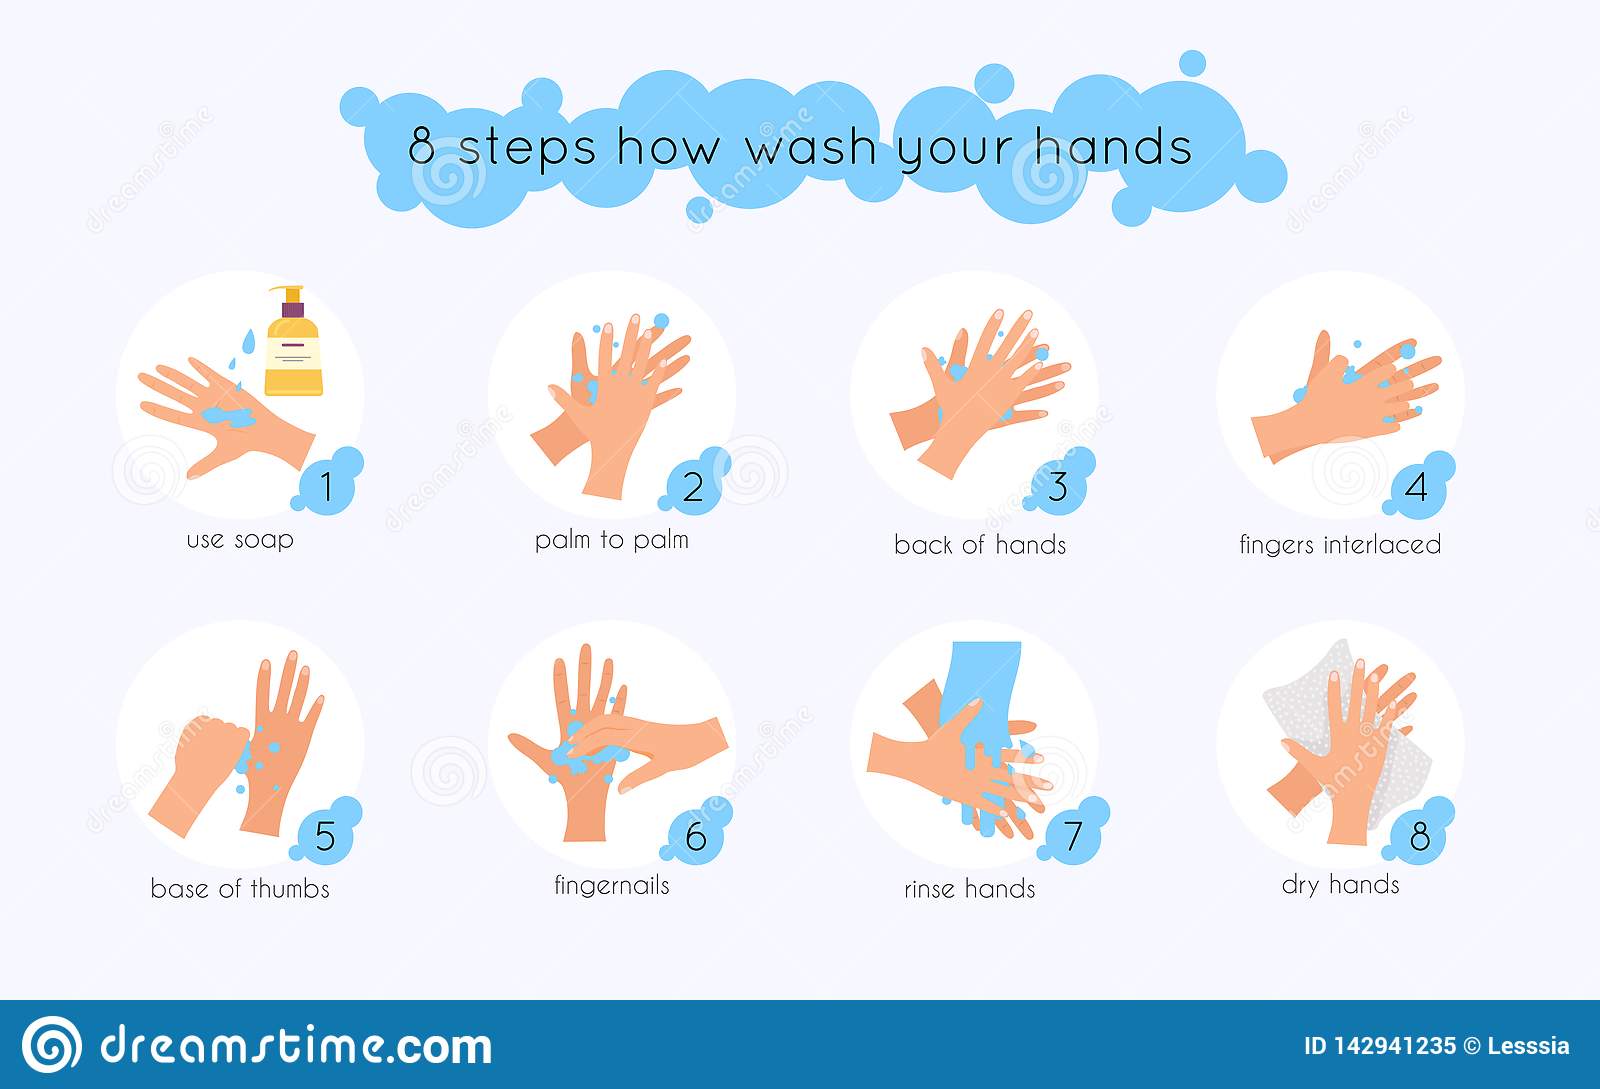 8 steps how wash your hands
1
use soap
2
palm to palm
3
back of hands
4
fingers interlaced
5
base of thumbs
6
fingernails
7
rinse hands
8
dry hands
dreamstime.com
ID 142941235 © Lesssia